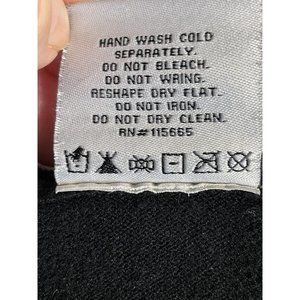 HAND WASH COLD
SEPARATELY.
DO NOT BLEACH.
DO NOT WRING.
RESHAPE DRY FLAT.
DO NOT IRON.
DO NOT DRY CLEAN.
RN#115665